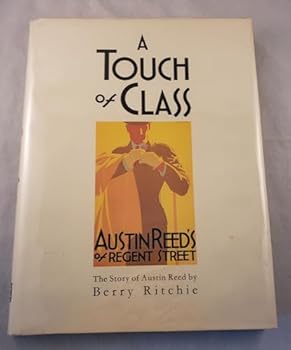 A
TOUCH
of CLASS
AUSTIN REED'S
of REGENT STREET
The Story of Austin Reed by
Berry Ritchie